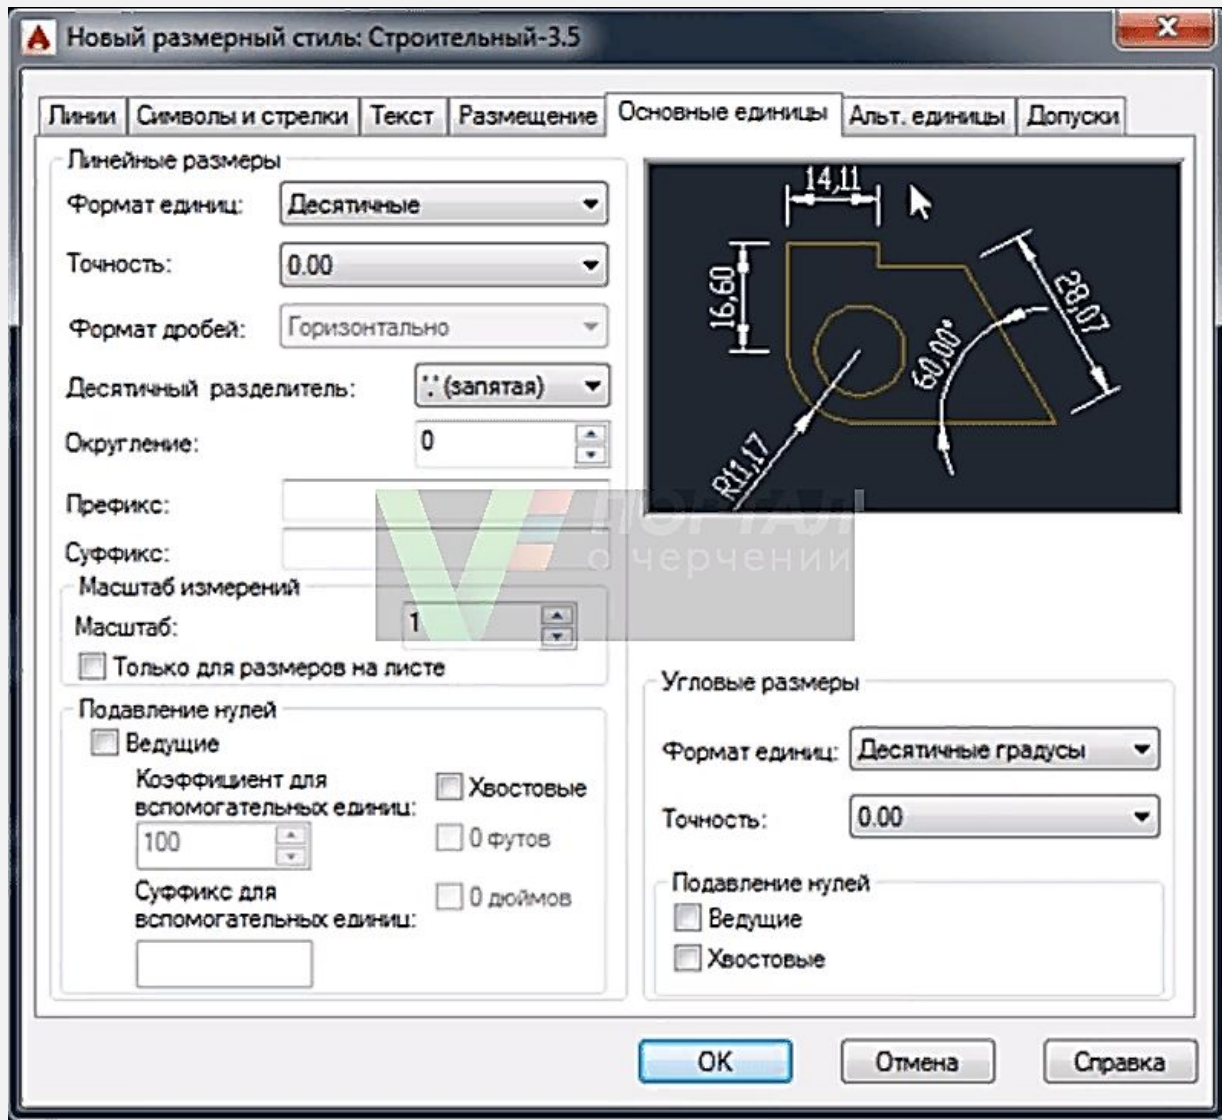 Новый размерный стиль: Строительный-3.5
Линии
Символы и стрелки
Текст
Размещение
Основные единицы
Альт. единицы
Допуски
Линейные размеры
Формат единиц:
Десятичные
Точность:
0.00
Формат дробей:
Горизонтально
Десятичный разделитель:
',' (запятая)
Округление:
0
Префикс:
Суффикс:
Масштаб измерений
Масштаб:
1
Только для размеров на листе
Подавление нулей
Ведущие
Коэффициент для
вспомогательных единиц:
100
Суффикс для
вспомогательных единиц:
Хвостовые
0 футов
0 дюймов
14,11
16,60
28,07
60,00°
R11,17
ПОРТАЛ
о черчении
Угловые размеры
Формат единиц:
Десятичные градусы
Точность:
0.00
Подавление нулей
Ведущие
Хвостовые
ОК
Отмена
Справка